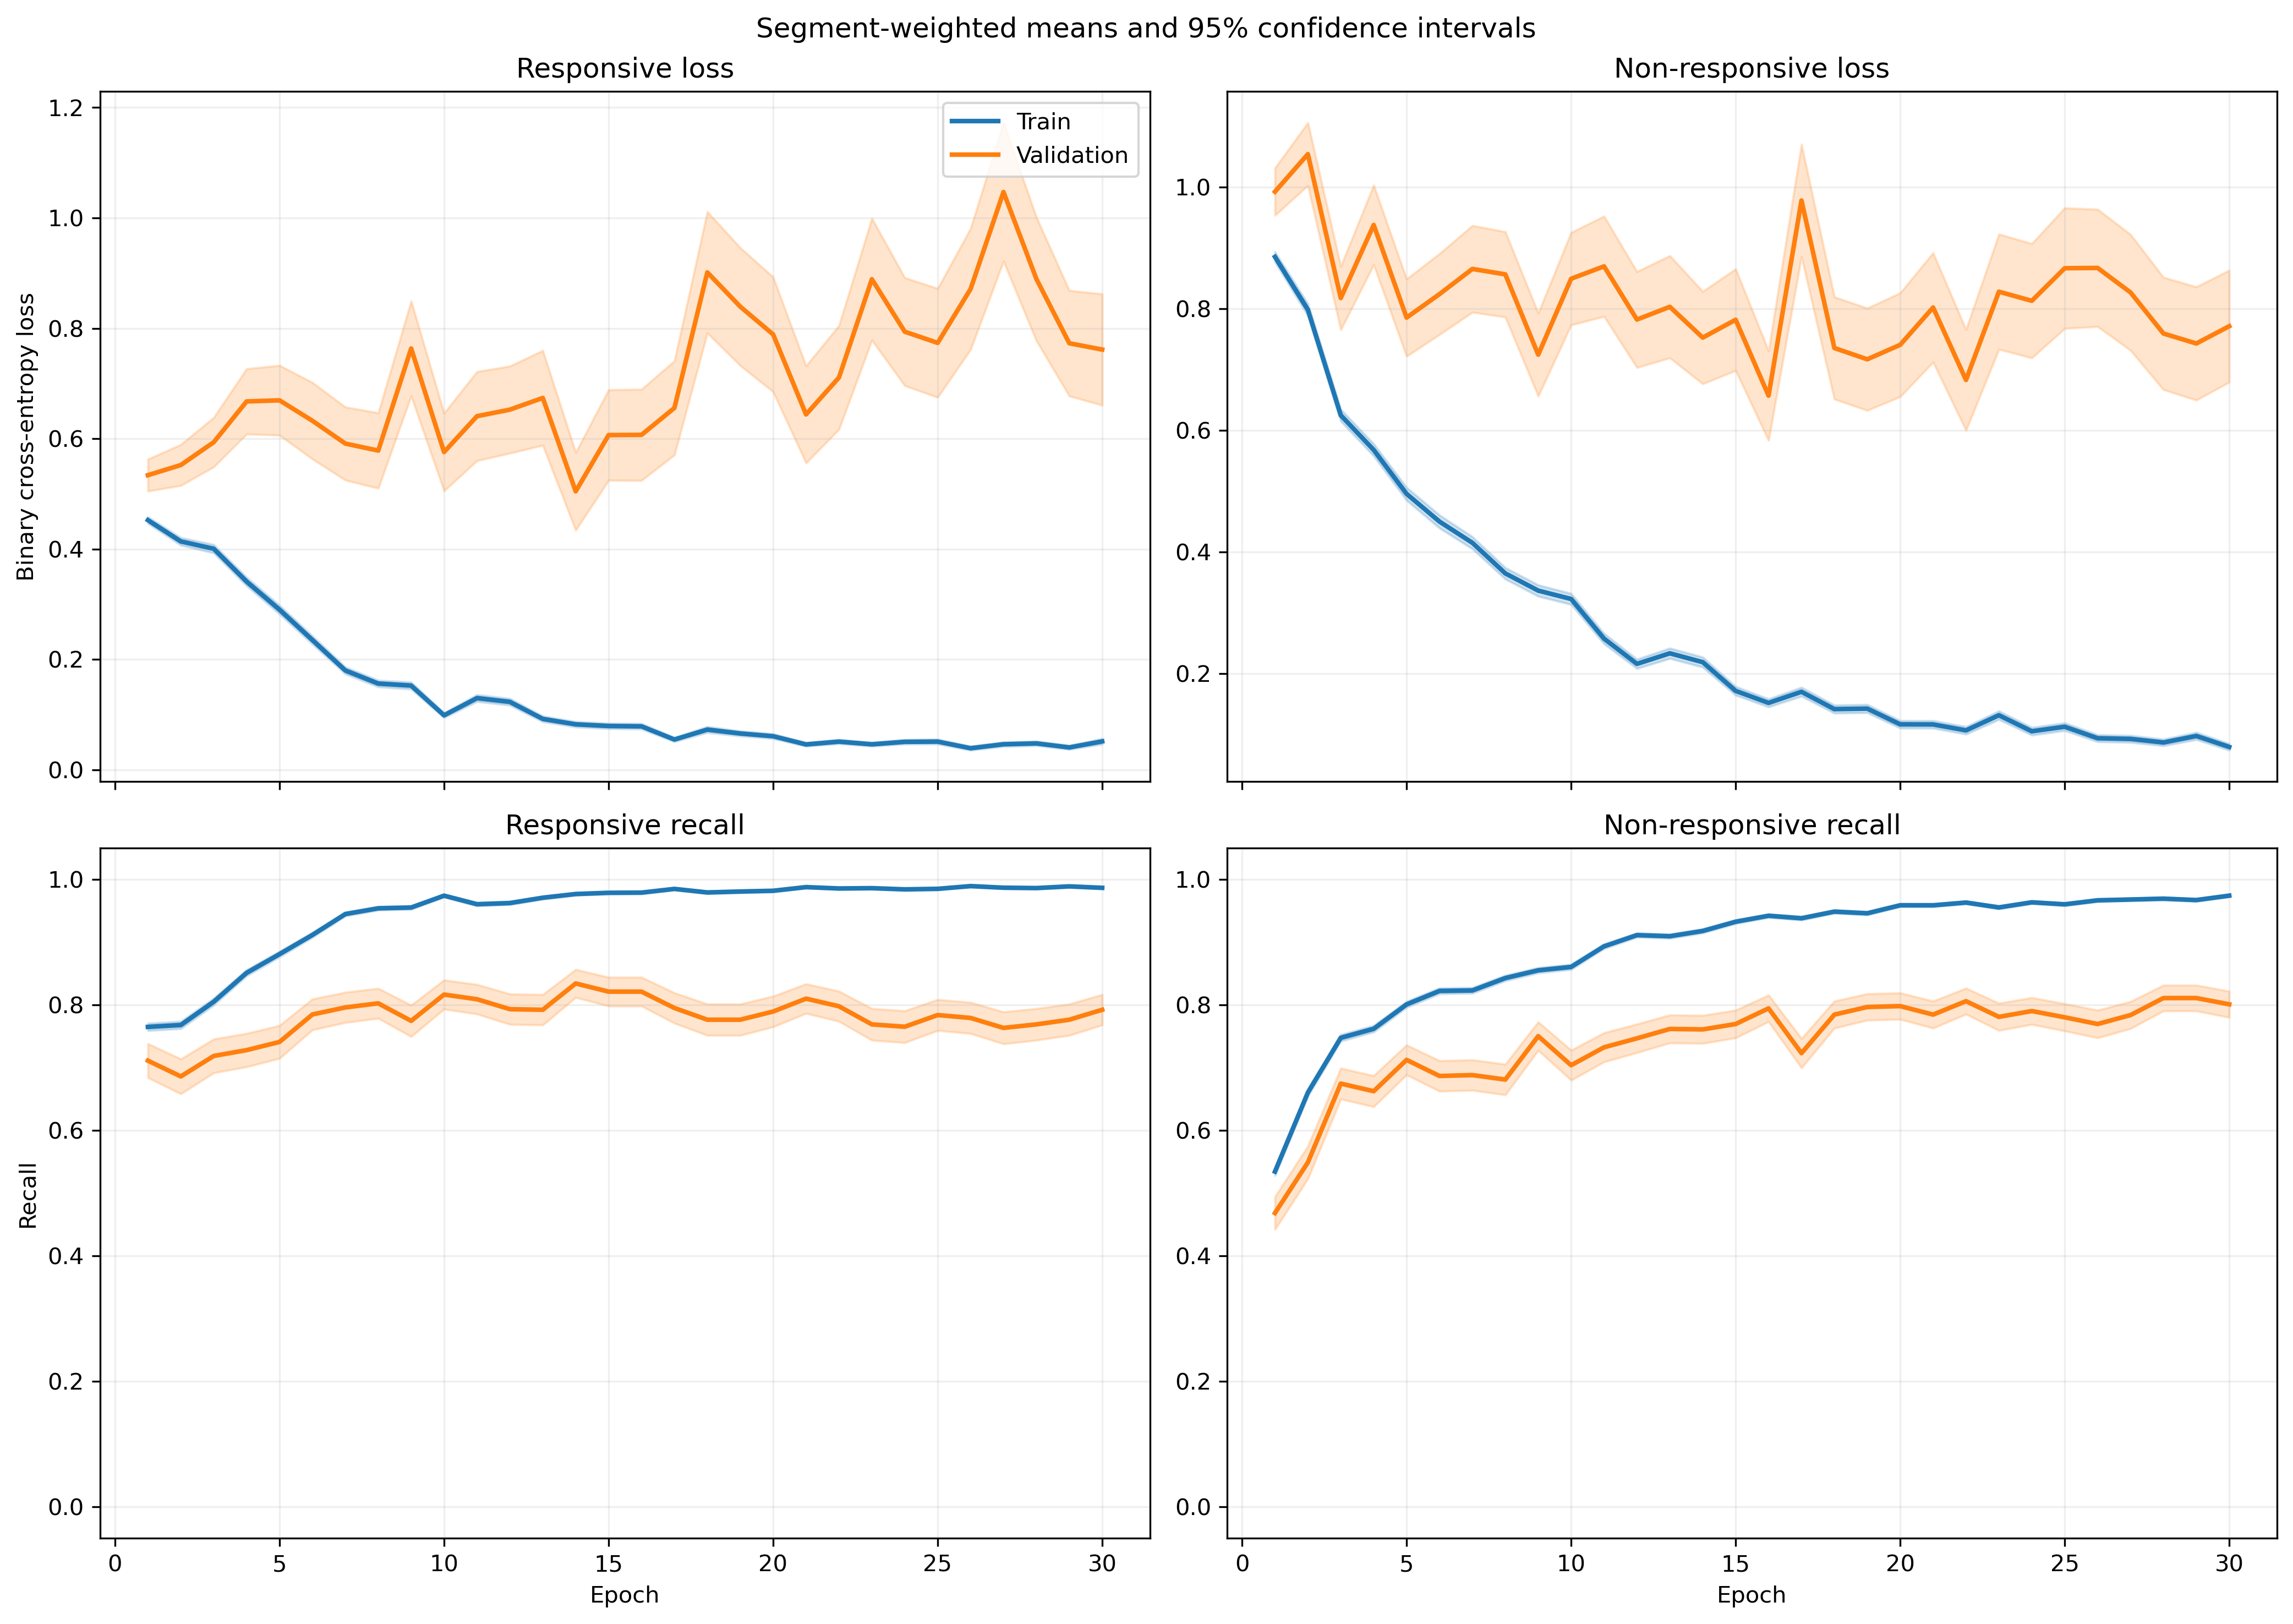 Segment-weighted means and 95% confidence intervals
Responsive loss
Binary cross-entropy loss
1.2
1.0
0.8
0.6
0.4
0.2
0.0
Train
Validation
Non-responsive loss
1.0
0.8
0.6
0.4
0.2
Responsive recall
Recall
1.0
0.8
0.6
0.4
0.2
0.0
0 5 10 15 20 25 30
Epoch
Non-responsive recall
1.0
0.8
0.6
0.4
0.2
0.0
0 5 10 15 20 25 30
Epoch